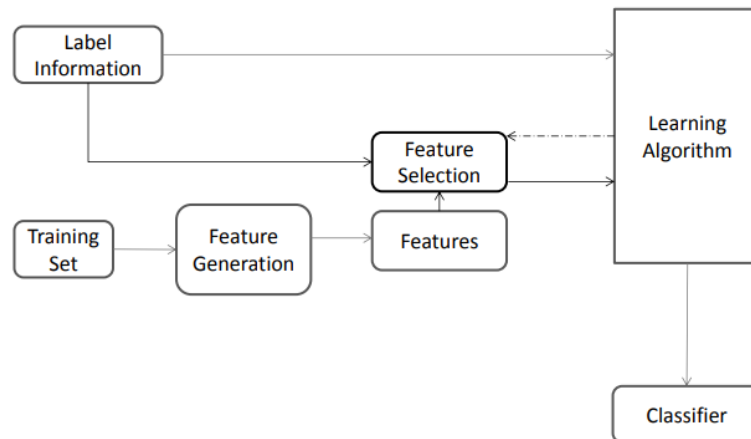 Label
Information
Learning
Algorithm
Feature
Selection
Training
Set
Feature
Generation
Features
Classifier